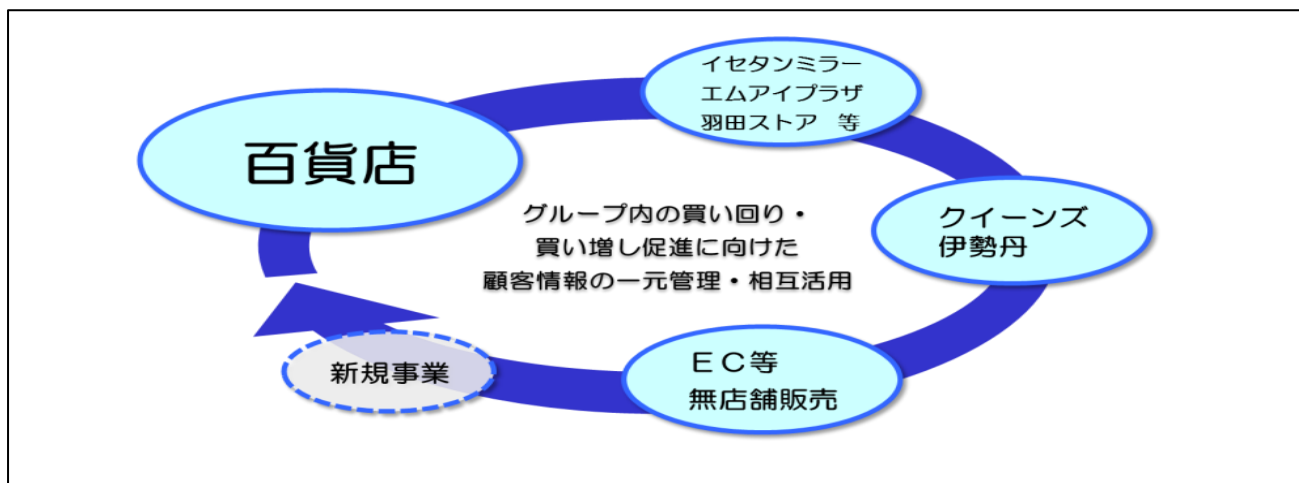 百貨店
イセタンミラー
エムアイプラザ
羽田ストア 等
クイーンズ
伊勢丹
グループ内の買い回り・
買い増し促進に向けた
顧客情報の一元管理・相互活用
ＥＣ等
無店舗販売
新規事業